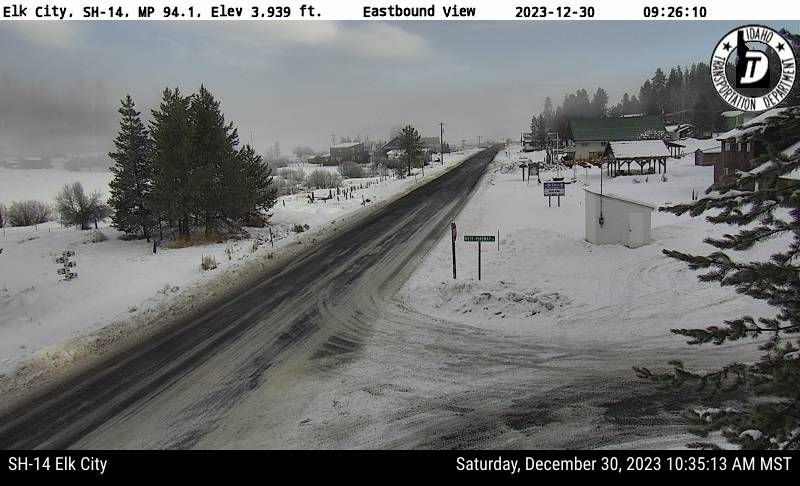 Elk City, SH-14, MP 94.1, Elev 3,939 ft. Eastbound View 2023-12-30 09:26:10
IDAHO
TRANSPORTATION DEPARTMENT
SH-14 Elk City Saturday, December 30, 2023 10:35:13 AM MST